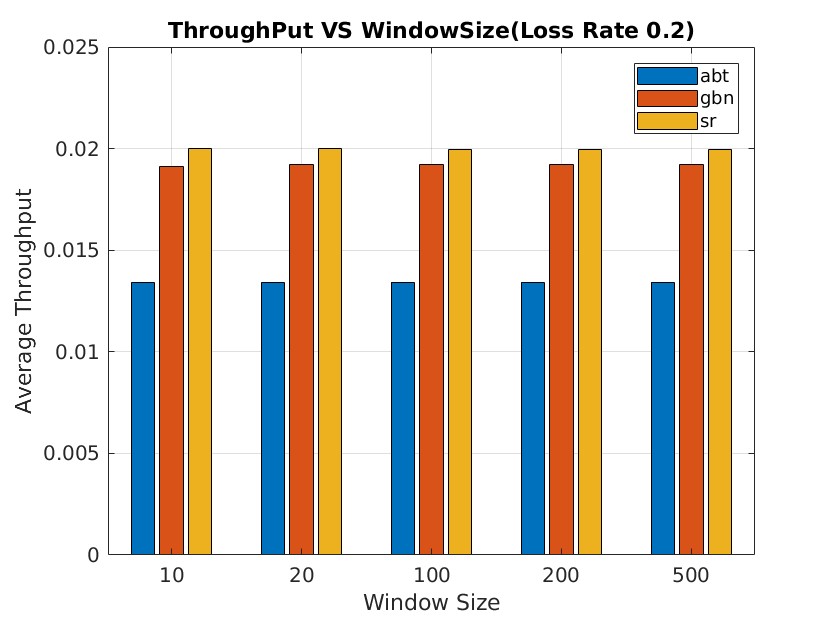 ThroughPut VS WindowSize(Loss Rate 0.2)
0.025
0.02
0.015
0.01
0.005
0
Average Throughput
abt
gbn
sr
10 20 100 200 500
Window Size